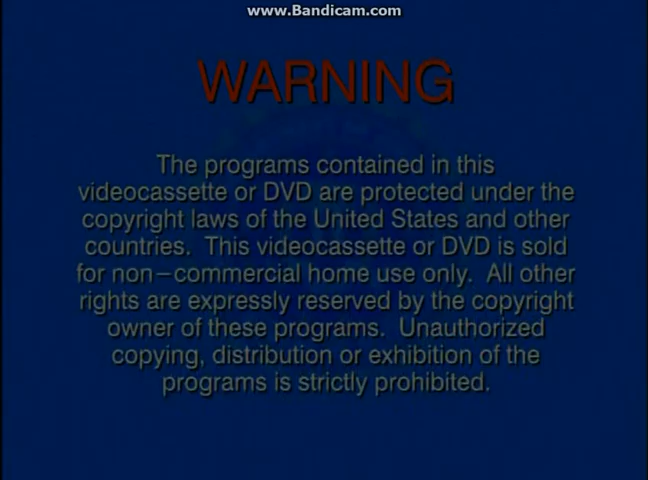 www.Bandicam.com
WARNING
The programs contained in this
videocassette or DVD are protected under the
copyright laws of the United States and other
countries.  This videocassette or DVD is sold
for non–commercial home use only.  All other
rights are expressly reserved by the copyright
owner of these programs.  Unauthorized
copying, distribution or exhibition of the
programs is strictly prohibited.